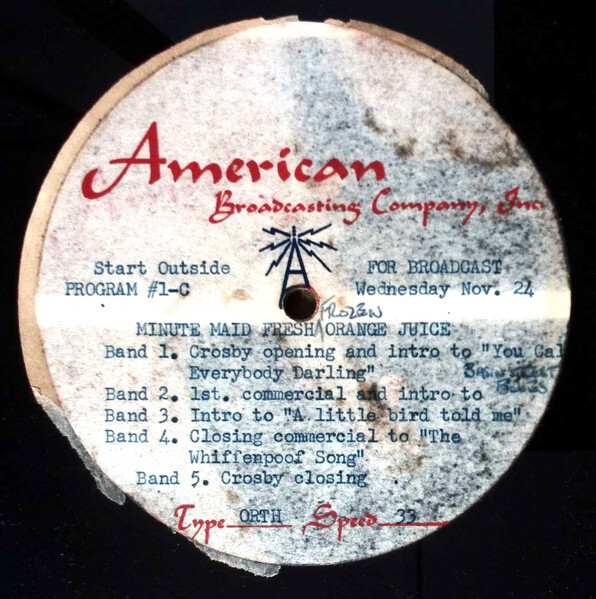 American
Broadcasting Company, Inc.
Start Outside FOR BROADCAST
PROGRAM #1-C Wednesday Nov. 24
FROZEN
MINUTE MAID FRESH ORANGE JUICE
Band 1. Crosby opening and intro to "You Cal
Everybody Darling" BASIN STREET
Band 2. 1st. commercial and intro to BLUES
Band 3. Intro to "A little bird told me"
Band 4. Closing commercial to "The
Whiffenpoof Song"
Band 5. Crosby closing
Type ORTH Speed 33